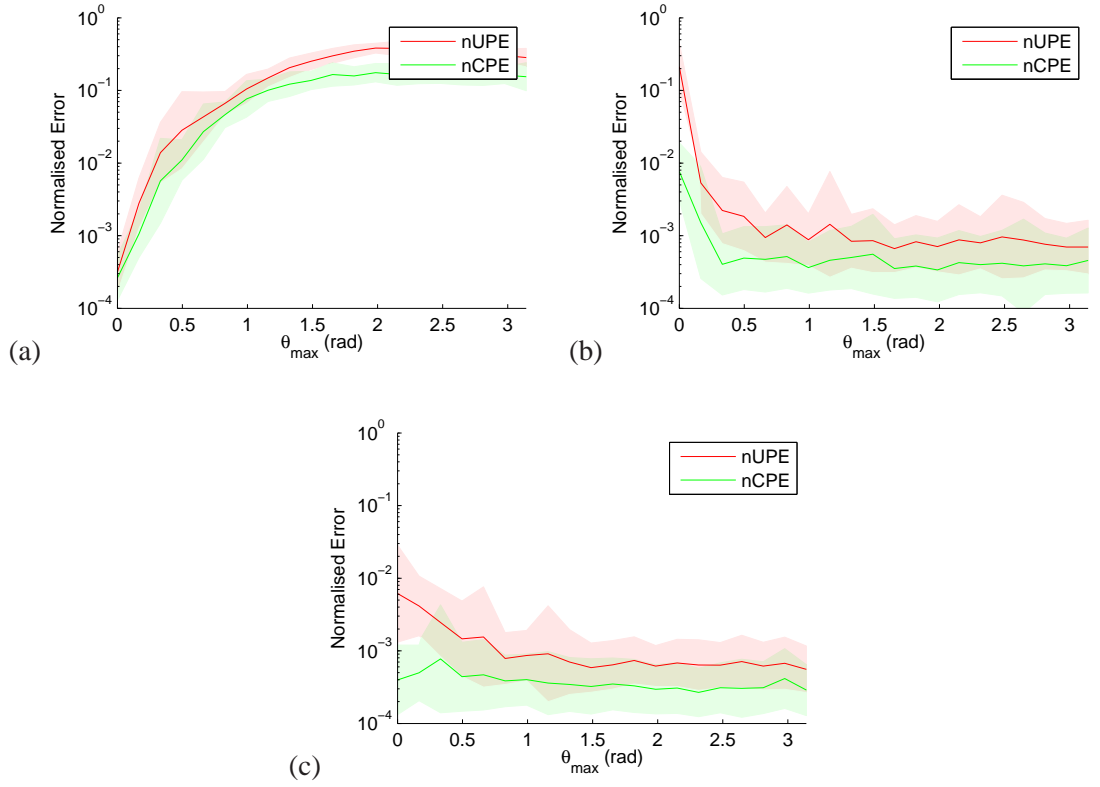 10^0
10^−1
10^−2
10^−3
10^−4
Normalised Error
0 0.5 1 1.5 2 2.5 3
θ_max (rad)
nUPE
nCPE
(a)
10^0
10^−1
10^−2
10^−3
10^−4
Normalised Error
0 0.5 1 1.5 2 2.5 3
θ_max (rad)
nUPE
nCPE
(b)
10^0
10^−1
10^−2
10^−3
10^−4
Normalised Error
0 0.5 1 1.5 2 2.5 3
θ_max (rad)
nUPE
nCPE
(c)